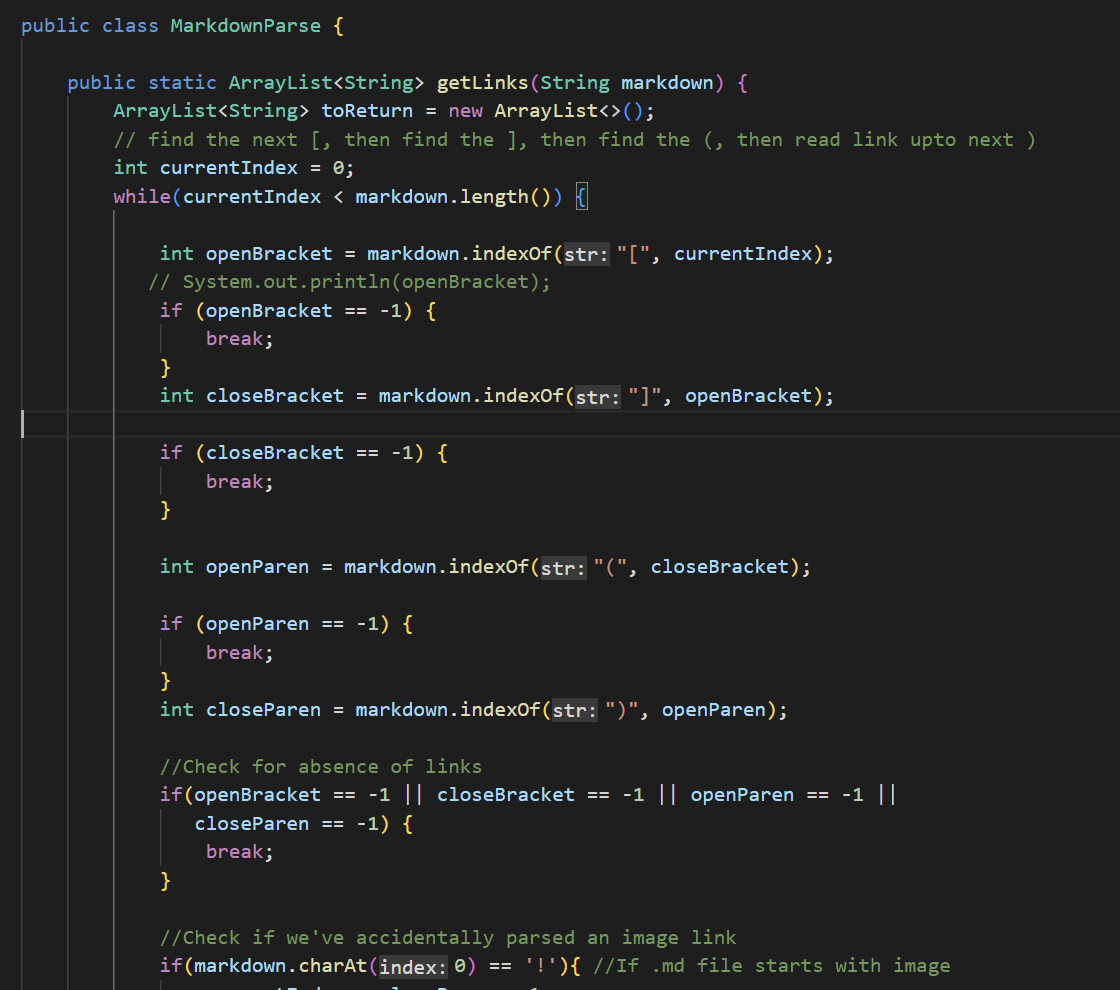 public class MarkdownParse {
public static ArrayList<String> getLinks(String markdown) {
ArrayList<String> toReturn = new ArrayList<>();
// find the next [, then find the ], then find the (, then read link upto next )
int currentIndex = 0;
while(currentIndex < markdown.length()) {
int openBracket = markdown.indexOf(str: "[", currentIndex);
// System.out.println(openBracket);
if (openBracket == -1) {
break;
}
int closeBracket = markdown.indexOf(str: "]", openBracket);
if (closeBracket == -1) {
break;
}
int openParen = markdown.indexOf(str: "(", closeBracket);
if (openParen == -1) {
break;
}
int closeParen = markdown.indexOf(str: ")", openParen);
//Check for absence of links
if(openBracket == -1 || closeBracket == -1 || openParen == -1 ||
closeParen == -1) {
break;
}
//Check if we've accidentally parsed an image link
if(markdown.charAt(index: 0) == '!'){ //If .md file starts with image